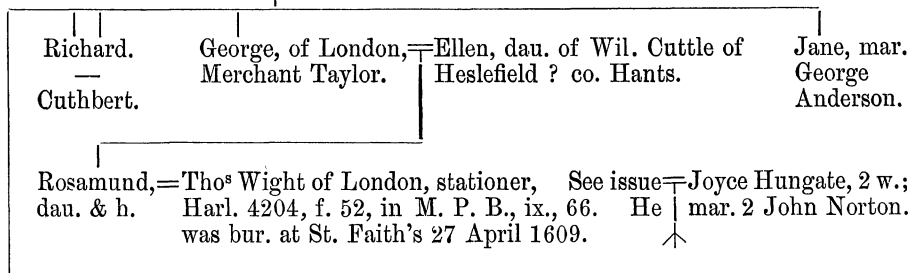 Richard.
—
Cuthbert.
George, of London,=Ellen, dau. of Wil. Cuttle of
Merchant Taylor. Heslefield ? co. Hants.
Jane, mar.
George
Anderson.
Rosamund,=Thoˢ Wight of London, stationer, See issue=Joyce Hungate, 2 w.;
dau. & h. Harl. 4204, f. 52, in M. P. B., ix., 66. He mar. 2 John Norton.
was bur. at St. Faith's 27 April 1609.